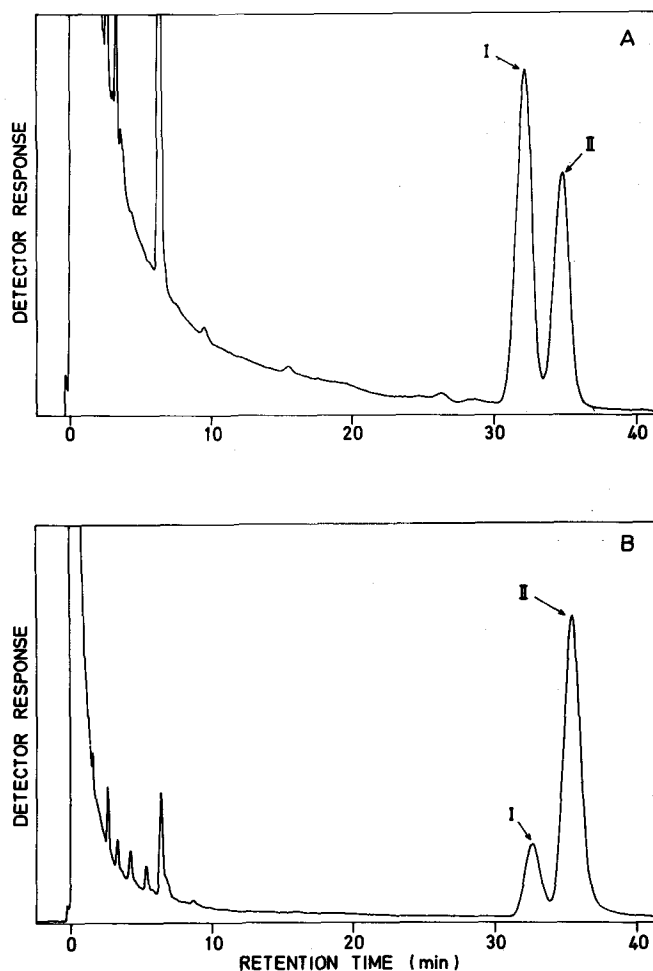 A
I
II
DETECTOR RESPONSE
0 10 20 30 40
B
II
I
DETECTOR RESPONSE
0 10 20 30 40
RETENTION TIME (min)